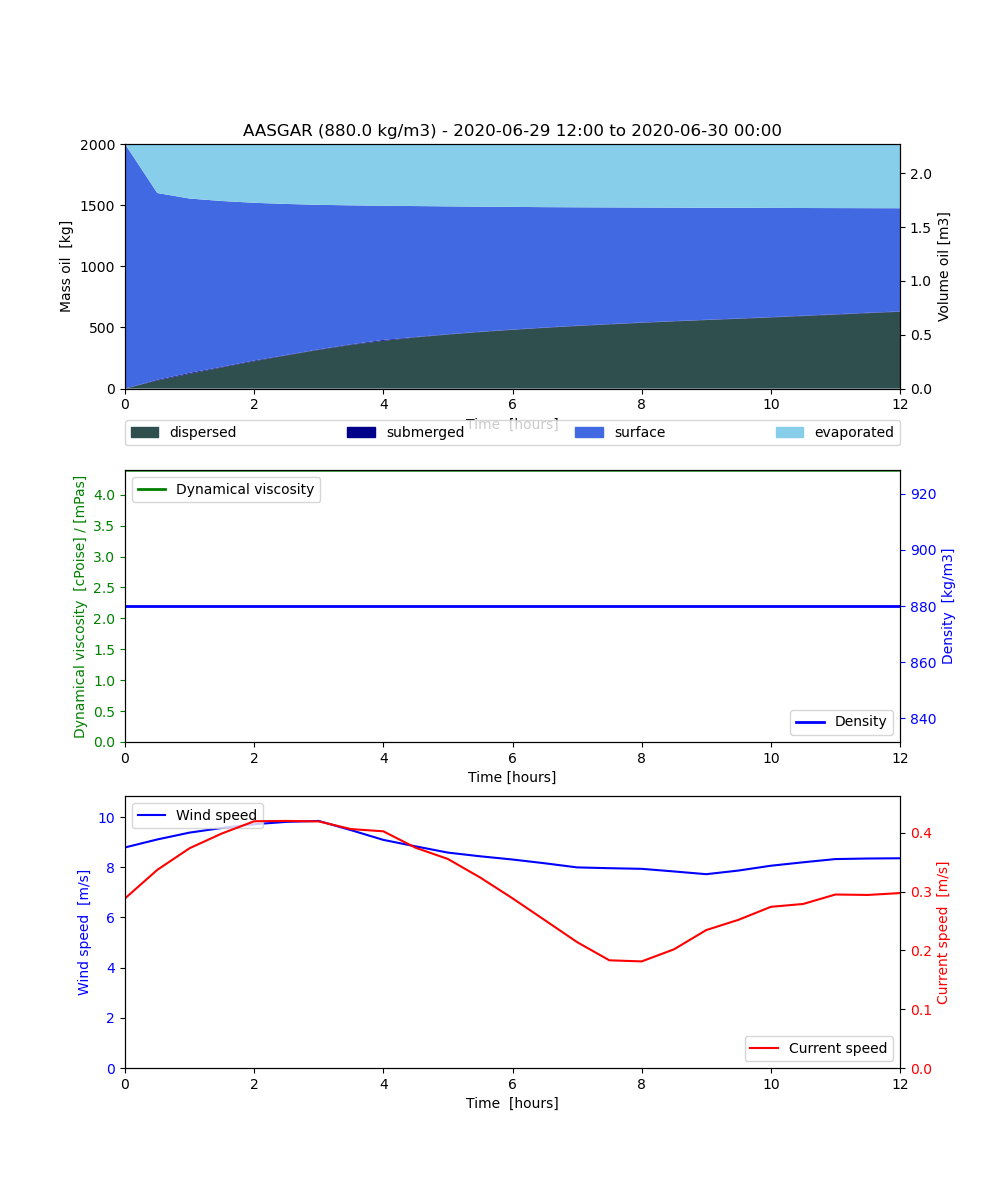 AASGAR (880.0 kg/m3) - 2020-06-29 12:00 to 2020-06-30 00:00
2000
1500
1000
500
0
Mass oil [kg]
2.0
1.5
1.0
0.5
0.0
Volume oil [m3]
0 2 4 6 8 10 12
Time [hours]
dispersed submerged surface evaporated
Dynamical viscosity
4.0
3.5
3.0
2.5
2.0
1.5
1.0
0.5
0.0
Dynamical viscosity [cPoise] / [mPas]
920
900
880
860
840
Density [kg/m3]
Density
0 2 4 6 8 10 12
Time [hours]
Wind speed
10
8
6
4
2
0
Wind speed [m/s]
0.4
0.3
0.2
0.1
0.0
Current speed [m/s]
Current speed
0 2 4 6 8 10 12
Time [hours]